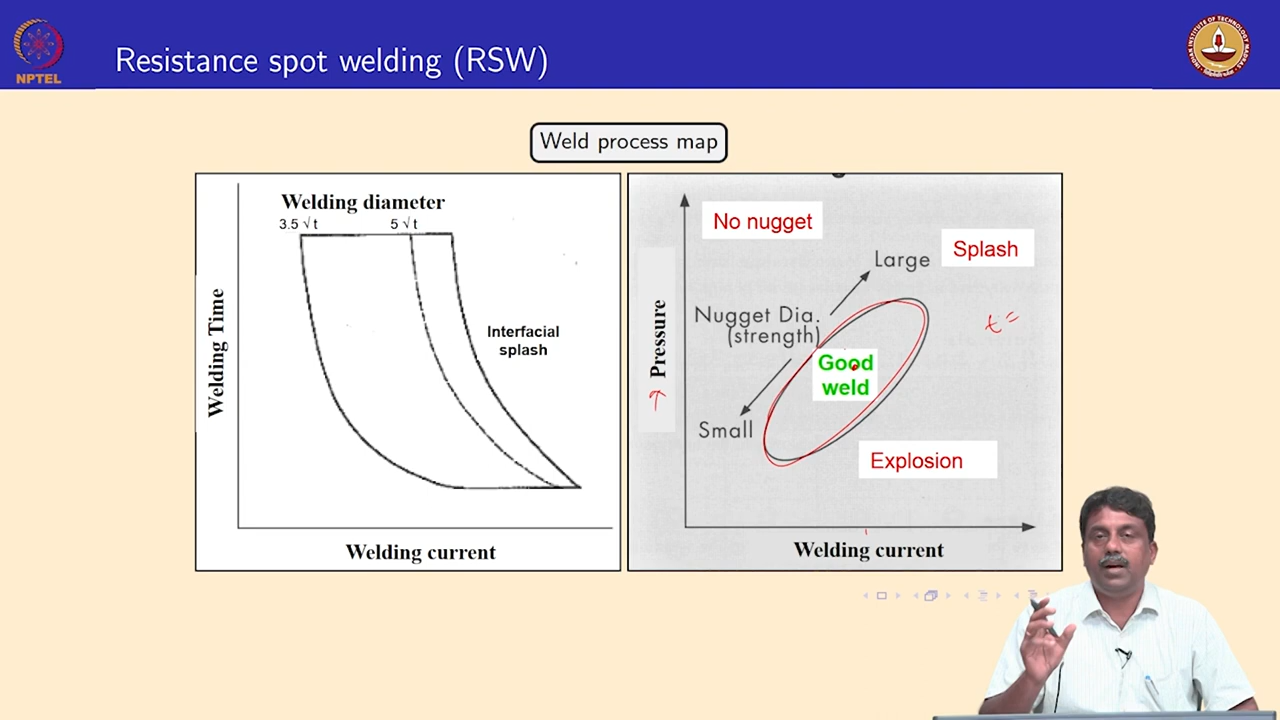 NPTEL
Resistance spot welding (RSW)
Weld process map
Welding diameter
3.5 √ t
5 √ t
Interfacial
splash
Welding Time
Welding current
No nugget
Splash
Large
Nugget Dia.
(strength)
t =
Good
weld
Small
Explosion
Pressure
Welding current